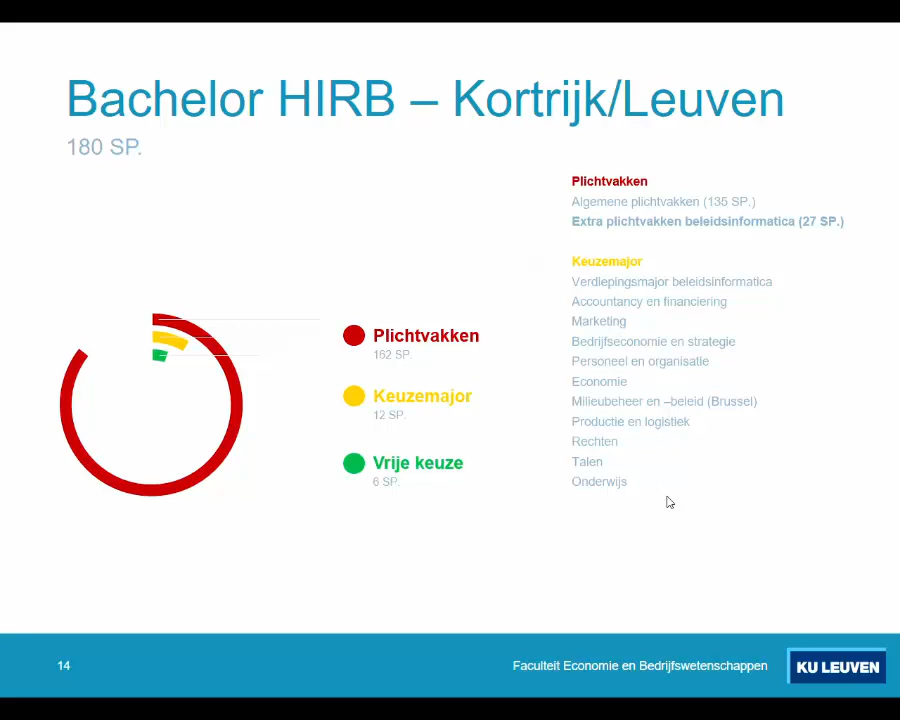 Bachelor HIRB – Kortrijk/Leuven
180 SP.
Plichtvakken
162 SP.
Keuzemajor
12 SP.
Vrije keuze
6 SP.
Plichtvakken
Algemene plichtvakken (135 SP.)
Extra plichtvakken beleidsinformatica (27 SP.)
Keuzemajor
Verdiepingsmajor beleidsinformatica
Accountancy en financiering
Marketing
Bedrijfseconomie en strategie
Personeel en organisatie
Economie
Milieubeheer en –beleid (Brussel)
Productie en logistiek
Rechten
Talen
Onderwijs
14
Faculteit Economie en Bedrijfswetenschappen
KU LEUVEN